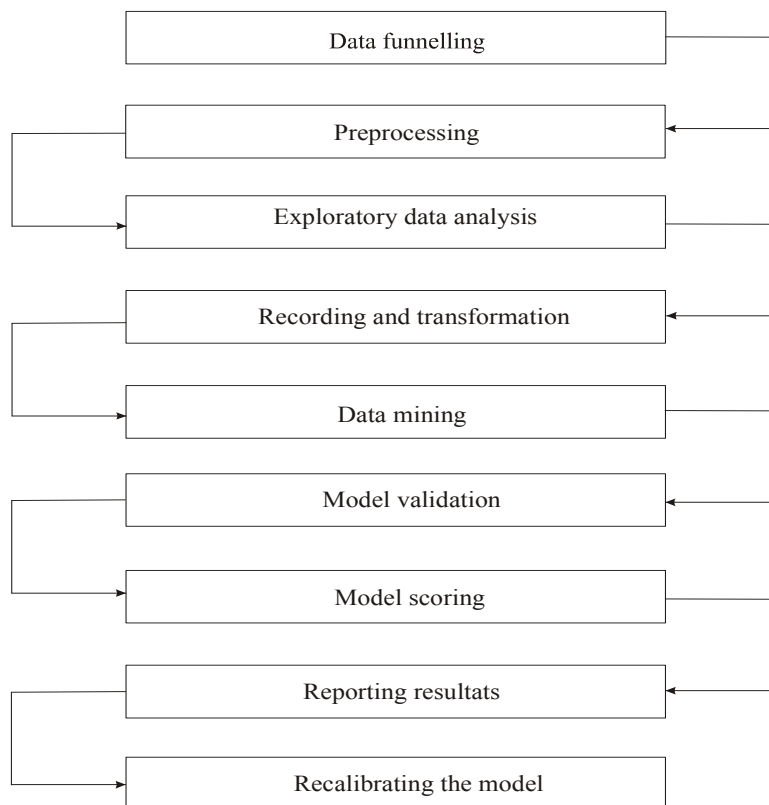 Data funnelling
Preprocessing
Exploratory data analysis
Recording and transformation
Data mining
Model validation
Model scoring
Reporting resultats
Recalibrating the model